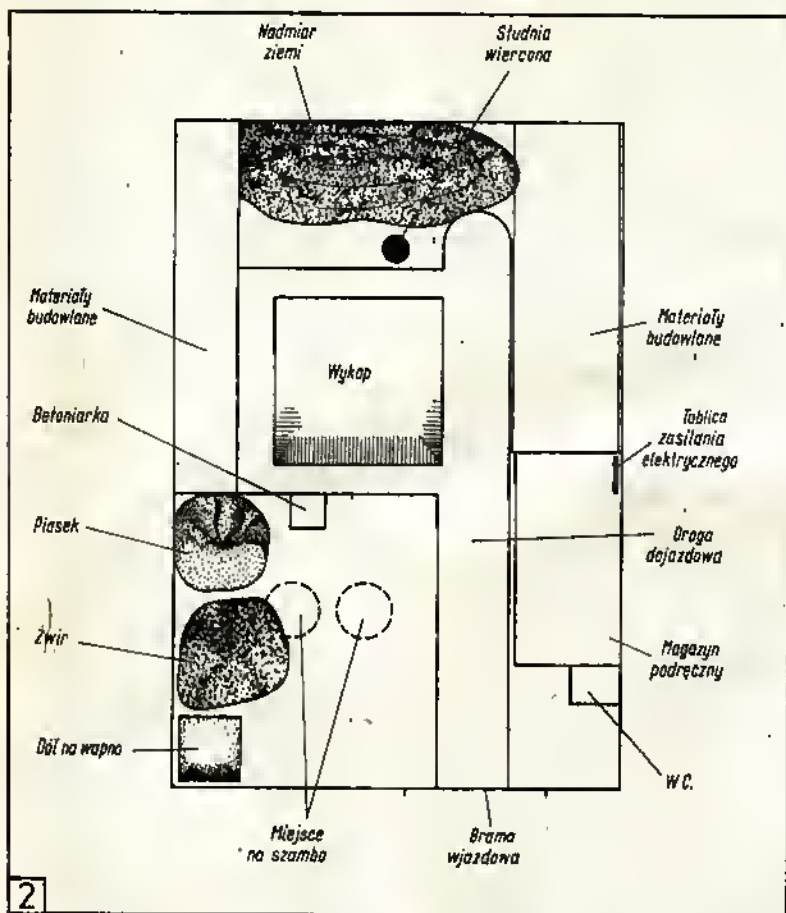 Nadmiar
ziemi
Studnia
wiercona
Materiały
budowlane
Wykop
Materiały
budowlane
Betoniarka
Tablica
zasilania
elektrycznego
Piasek
Droga
dojazdowa
Żwir
Magazyn
podręczny
Dół na wapno
W.C.
Miejsce
na szambo
Brama
wjazdowa
2